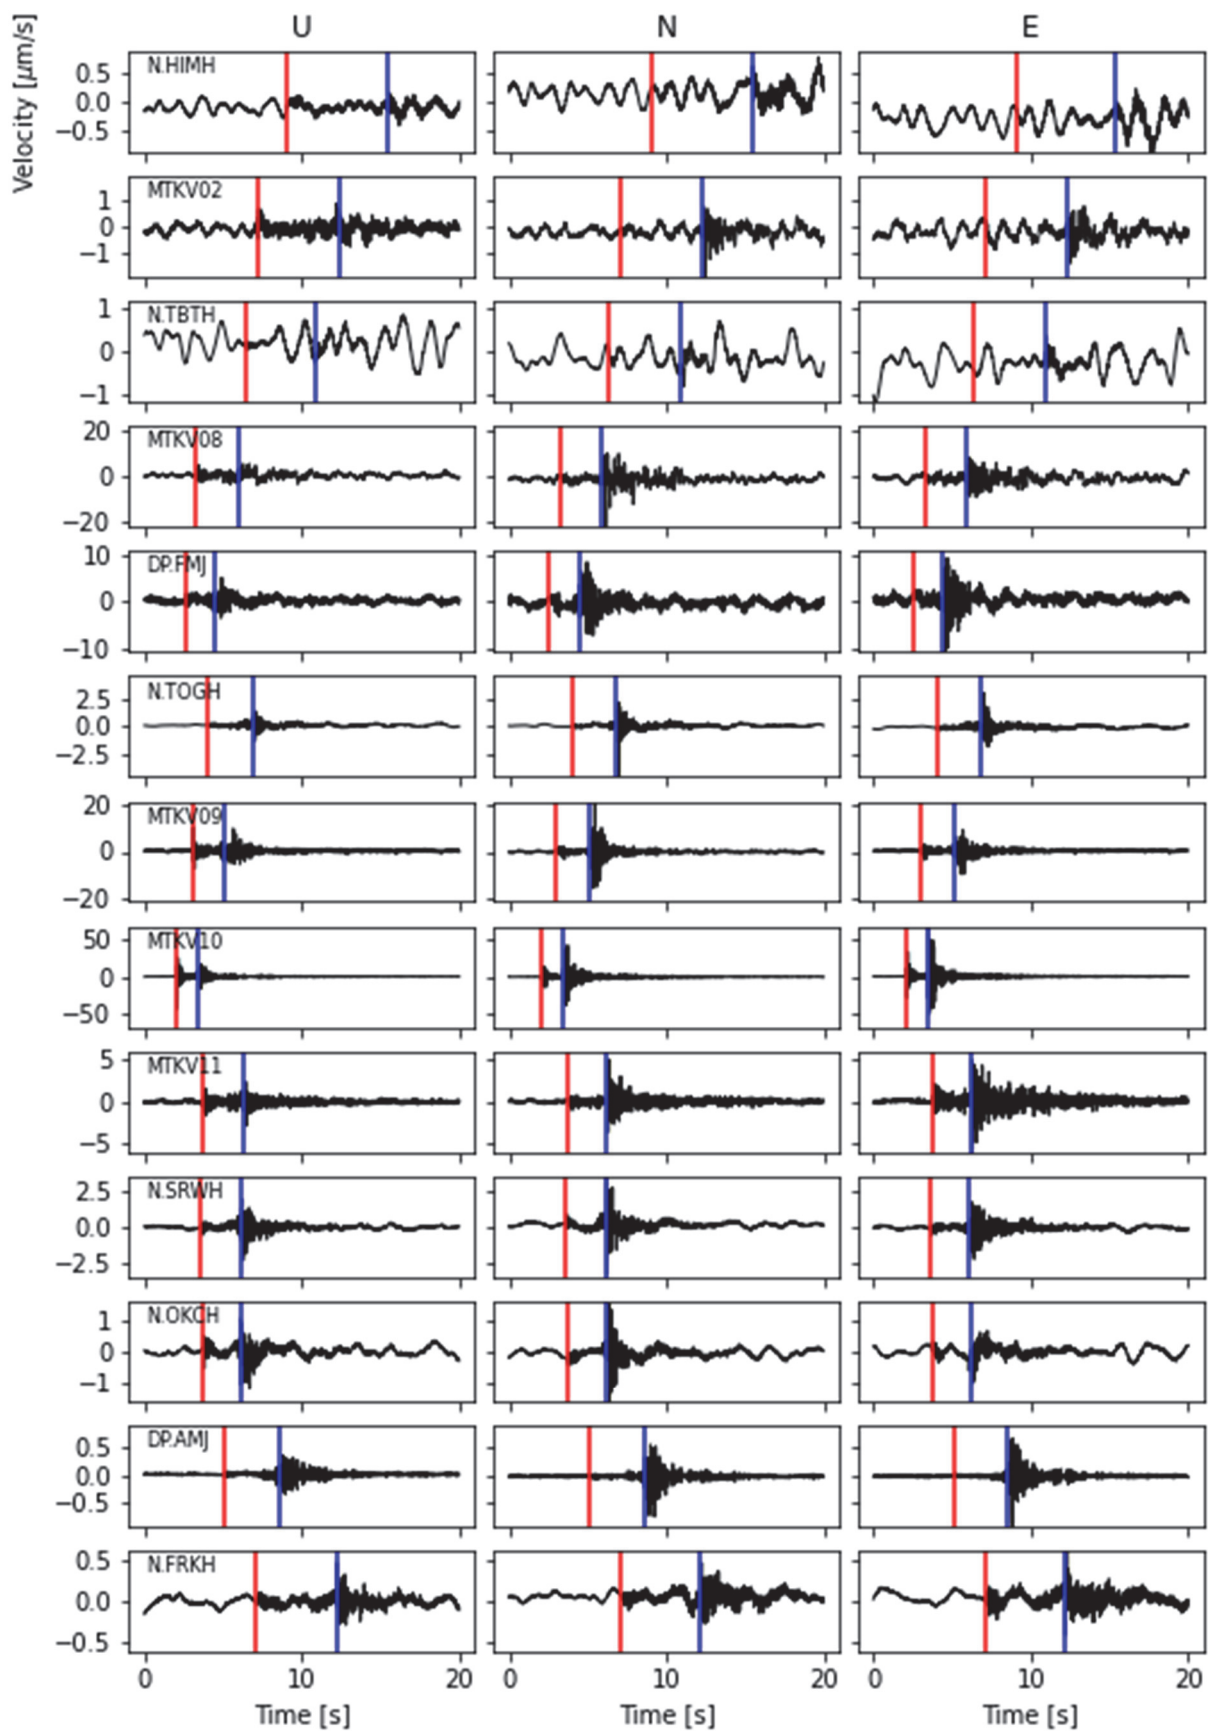 U N E
Velocity [μm/s]
N.HIMH
0.5
0.0
−0.5
MTKV02
1
0
−1
N.TBTH
1
0
−1
MTKV08
20
0
−20
DP.FMJ
10
0
−10
N.TOGH
2.5
0.0
−2.5
MTKV09
20
0
−20
MTKV10
50
0
−50
MTKV11
5
0
−5
N.SRWH
2.5
0.0
−2.5
N.OKCH
1
0
−1
DP.AMJ
0.5
0.0
−0.5
N.FRKH
0.5
0.0
−0.5
0 10 20 0 10 20 0 10 20
Time [s] Time [s] Time [s]